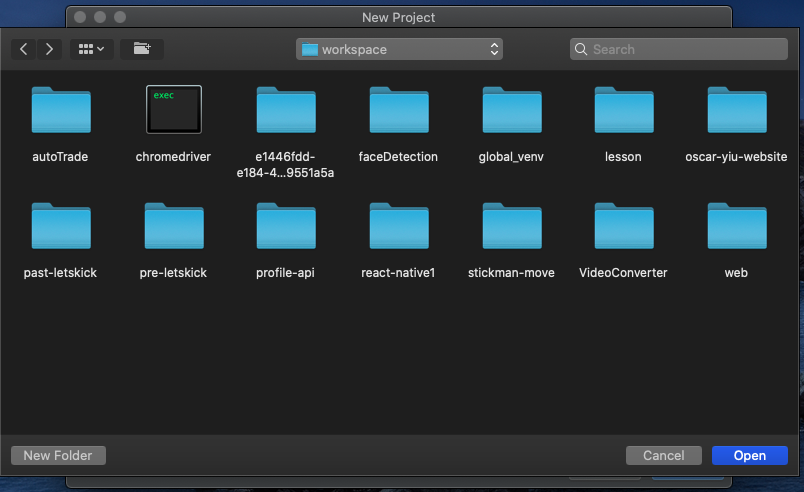 New Project
workspace
Search
exec
autoTrade
chromedriver
e1446fdd-
e184-4...9551a5a
faceDetection
global_venv
lesson
oscar-yiu-website
past-letskick
pre-letskick
profile-api
react-native1
stickman-move
VideoConverter
web
New Folder
Cancel
Open